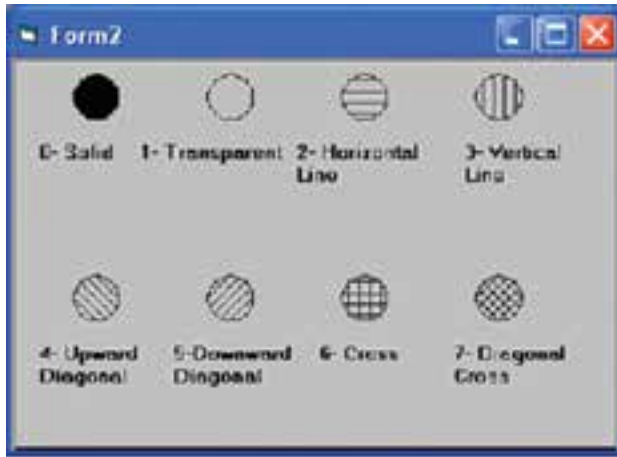 Form2
0- Solid
1- Transparent
2- Horizontal
Line
3- Vertical
Line
4- Upward
Diagonal
5-Downward
Diagonal
6- Cross
7- Diagonal
Cross